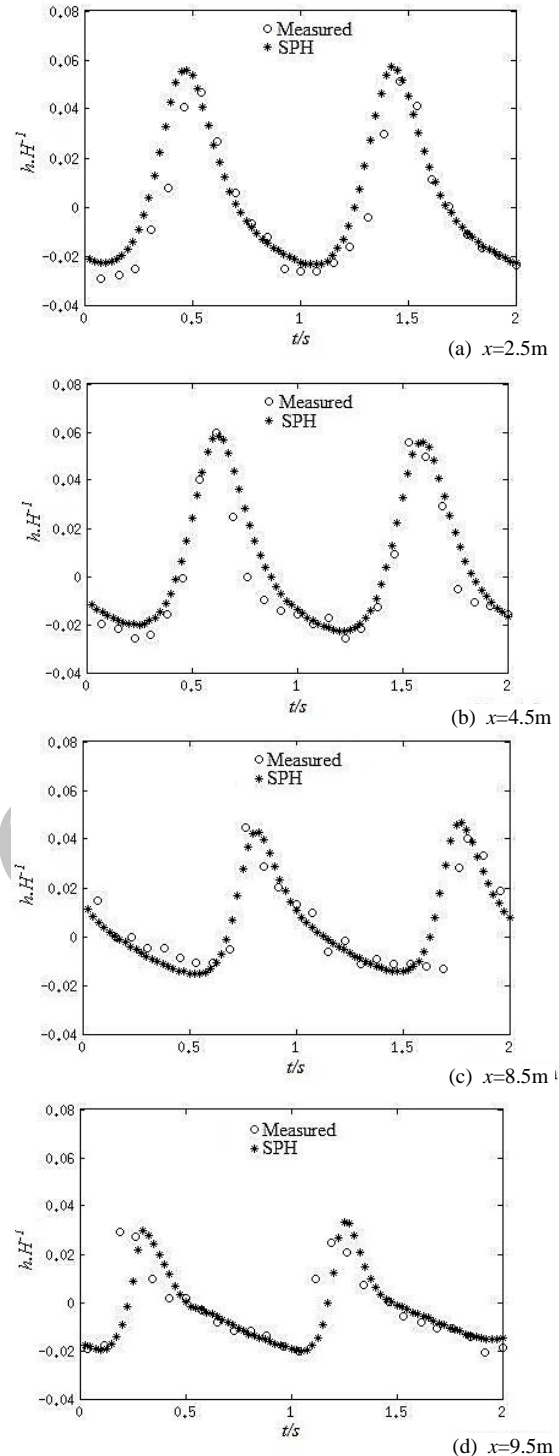 0.08
Measured
SPH
0.06
0.04
h.H⁻¹
0.02
0
-0.02
-0.04
0 0.5 1 1.5 2
t/s
(a) x=2.5m
0.08
Measured
SPH
0.06
0.04
h.H⁻¹
0.02
0
-0.02
-0.04
0 0.5 1 1.5 2
t/s
(b) x=4.5m
0.08
Measured
SPH
0.06
0.04
h.H⁻¹
0.02
0
-0.02
-0.04
0 0.5 1 1.5 2
t/s
(c) x=8.5m
0.08
Measured
SPH
0.06
0.04
h.H⁻¹
0.02
0
-0.02
-0.04
0 0.5 1 1.5 2
t/s
(d) x=9.5m